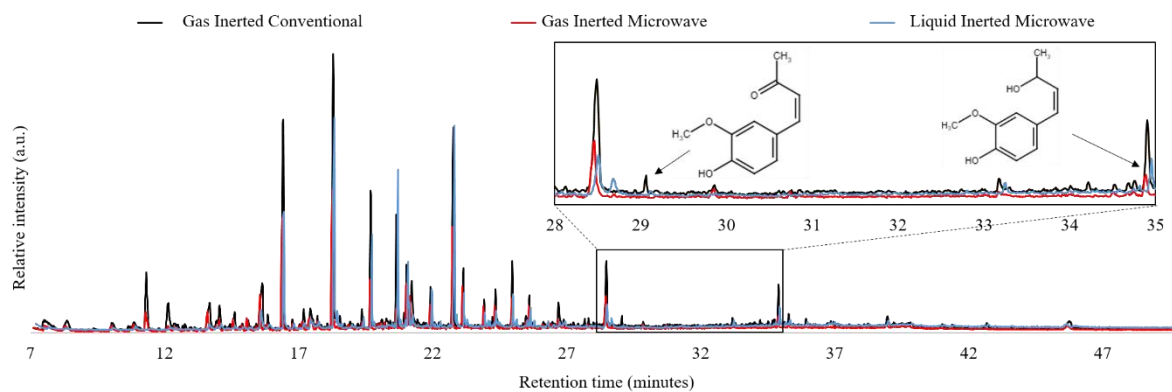 Gas Inerted Conventional Gas Inerted Microwave Liquid Inerted Microwave
Relative intensity (a.u.)
CH₃
O
H₃C
O
HO
CH₃
HO
H₃C
O
HO
28 29 30 31 32 33 34 35
7 12 17 22 27 32 37 42 47
Retention time (minutes)